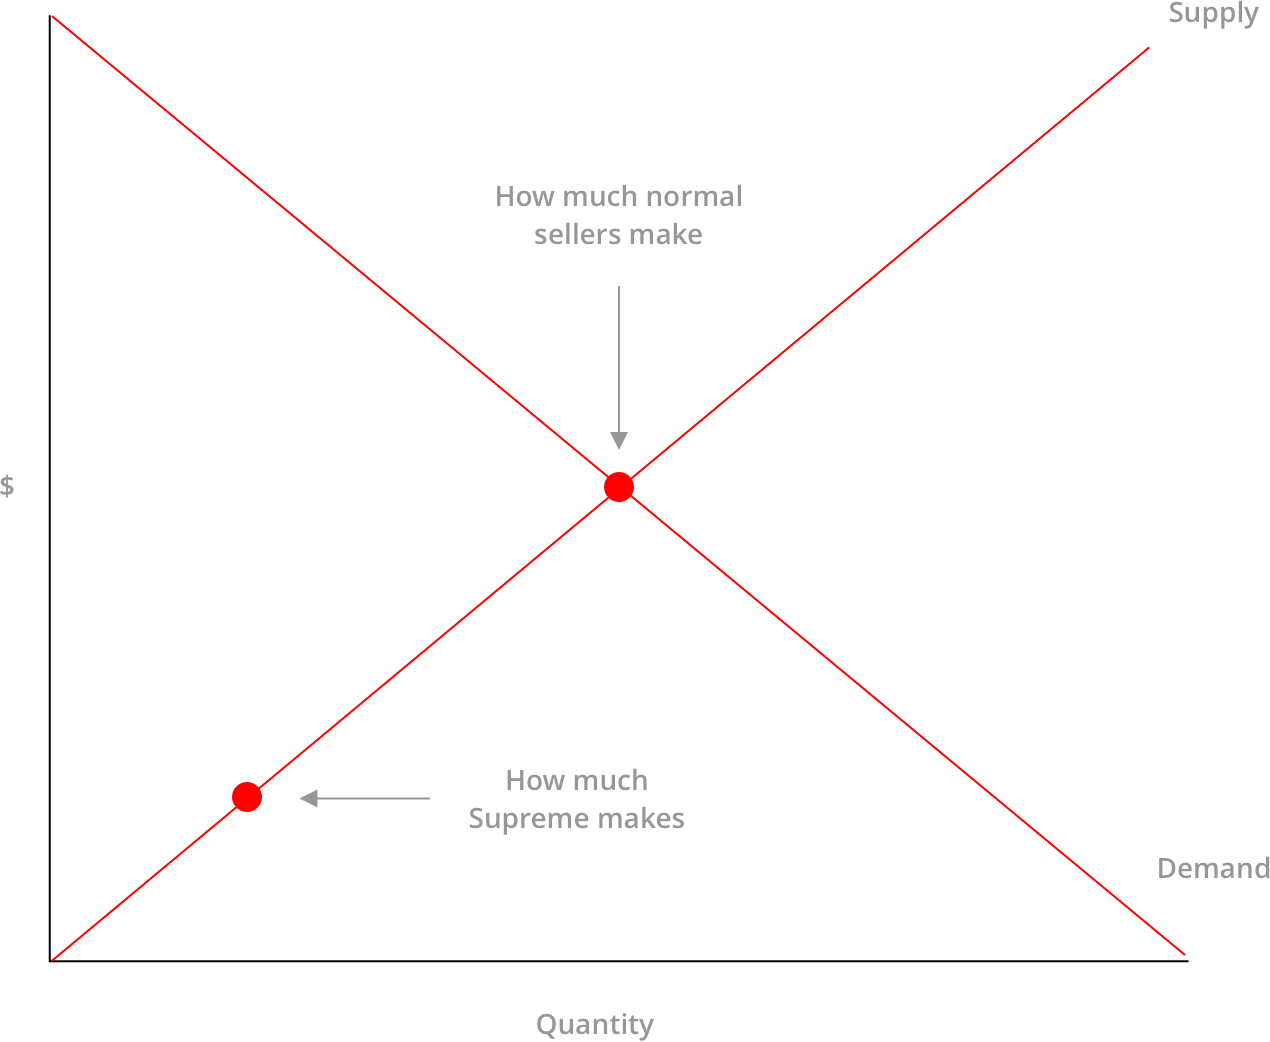 Supply
How much normal
sellers make
$
How much
Supreme makes
Demand
Quantity